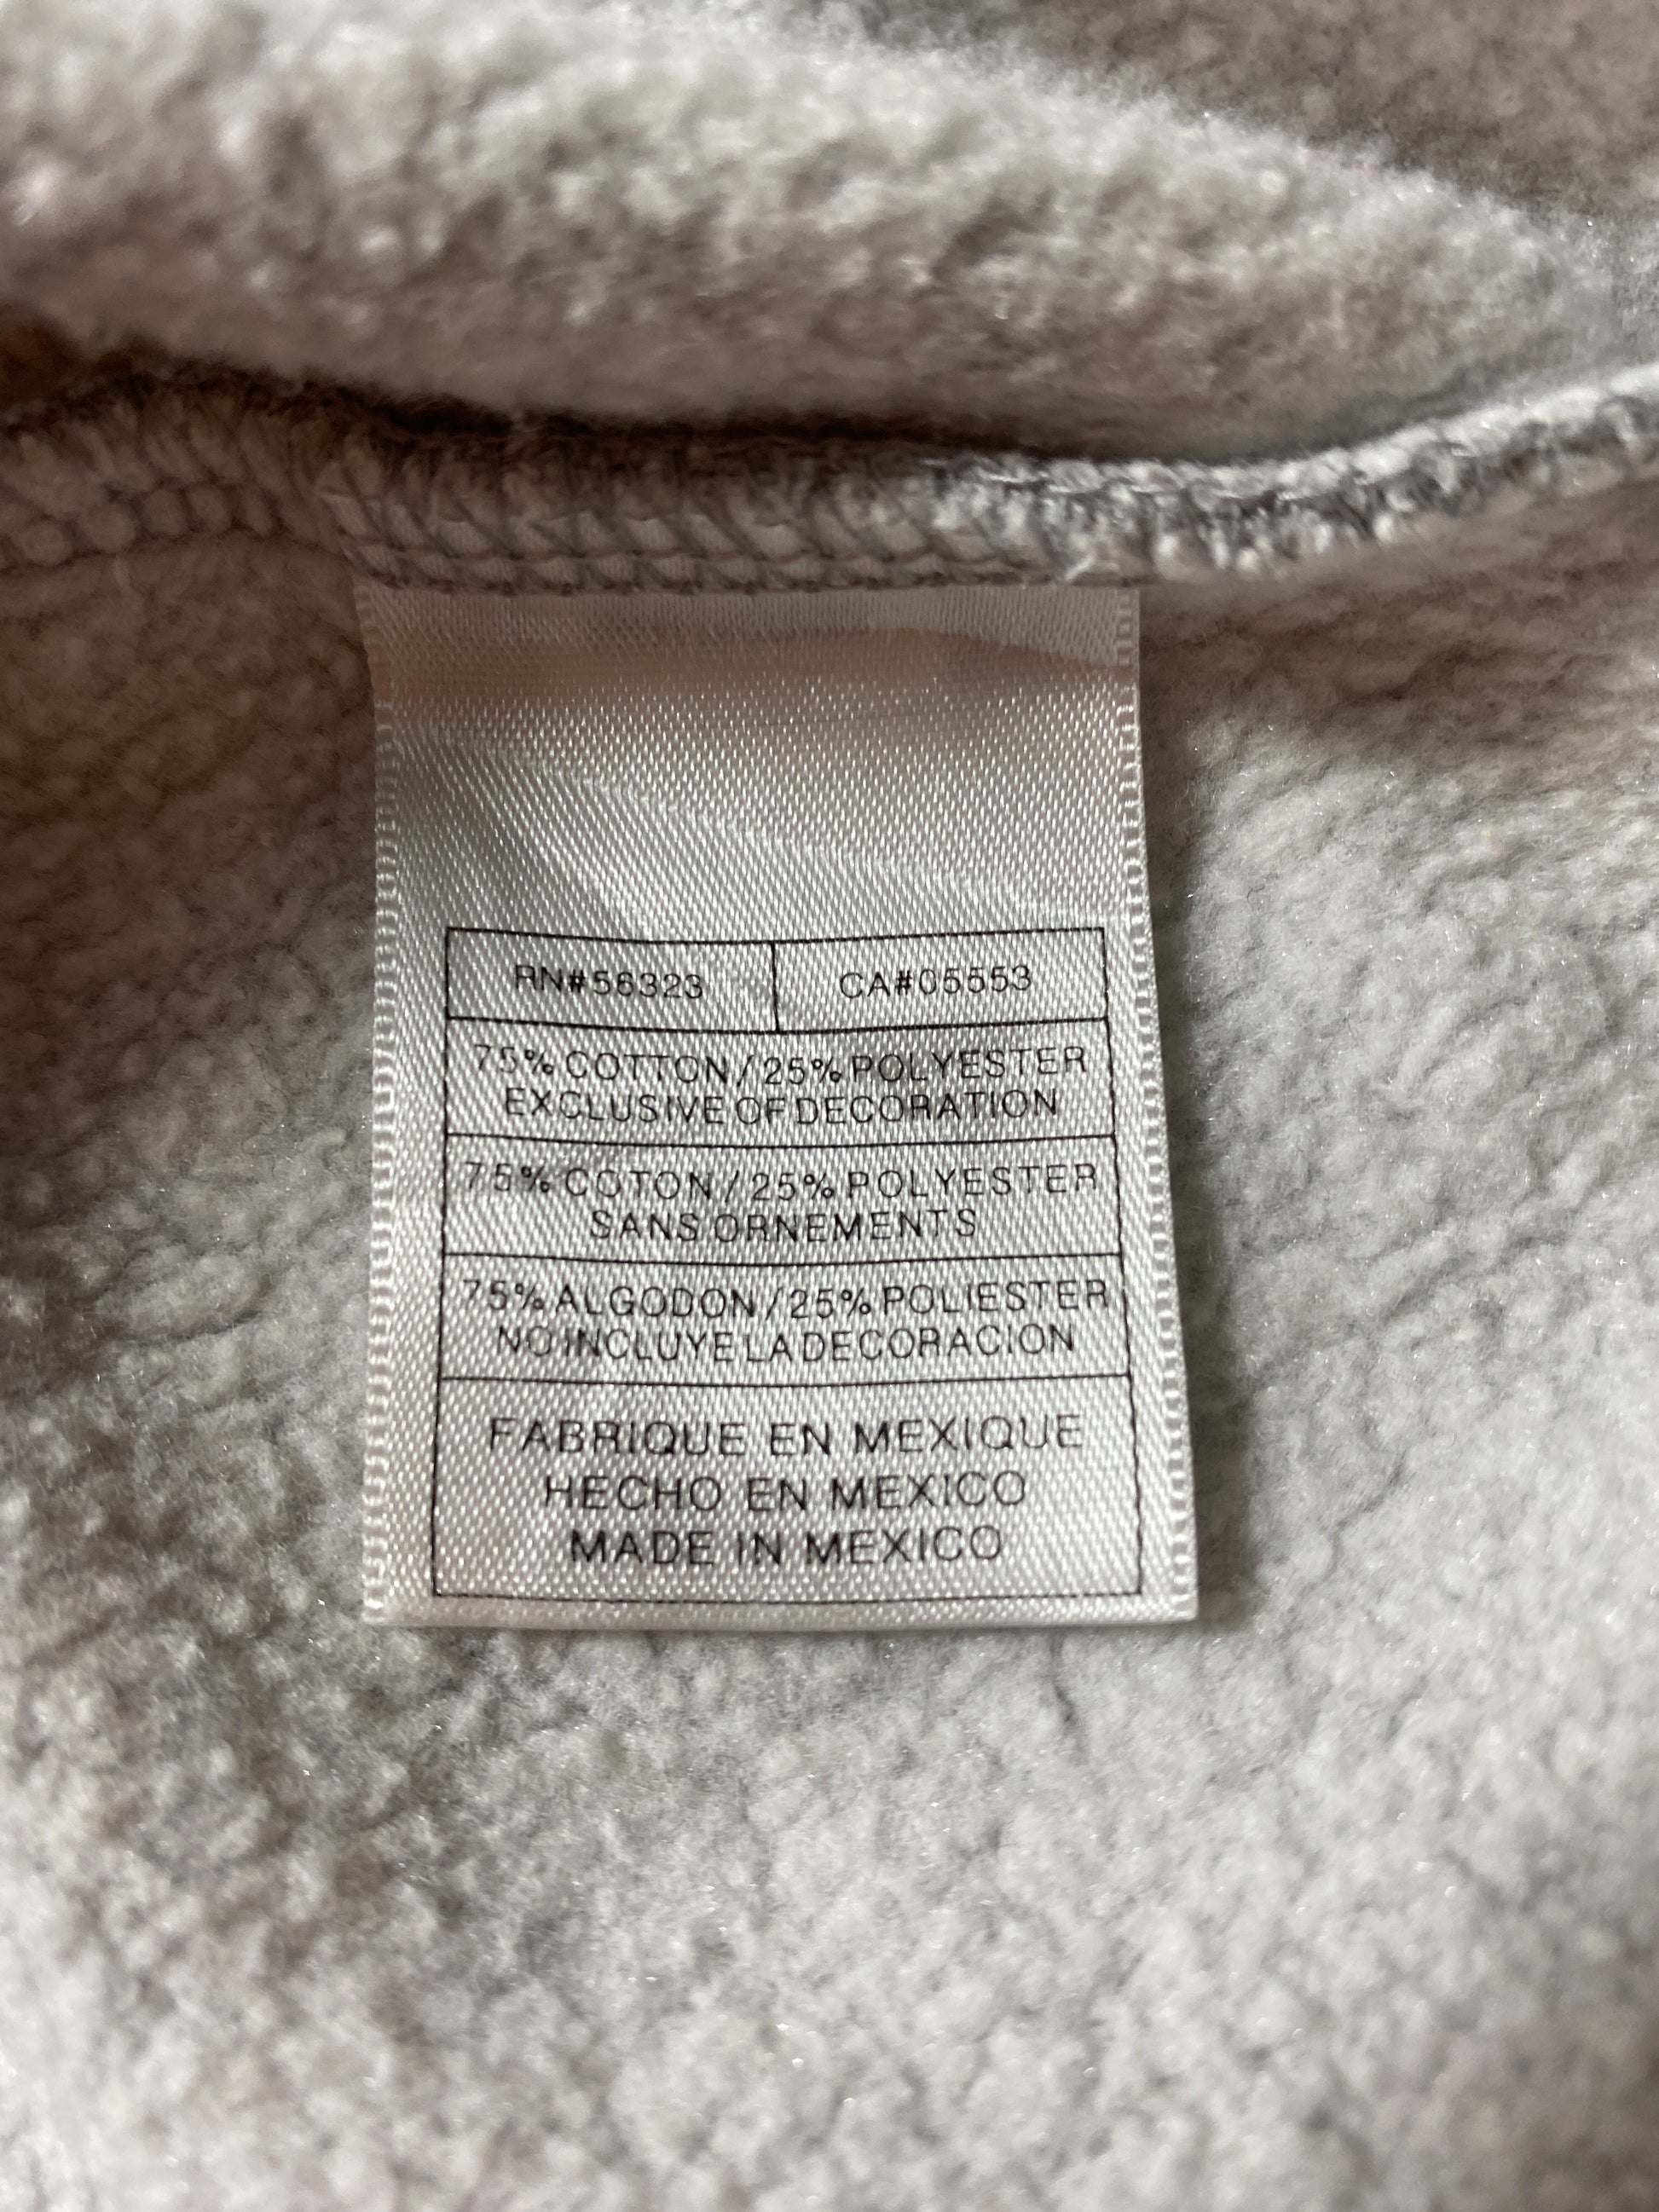 RN#56323 CA#05553
75% COTTON/25% POLYESTER
EXCLUSIVE OF DECORATION
75% COTON/25% POLYESTER
SANS ORNEMENTS
75% ALGODON/25% POLIESTER
NO INCLUYE LA DECORACION
FABRIQUE EN MEXIQUE
HECHO EN MEXICO
MADE IN MEXICO